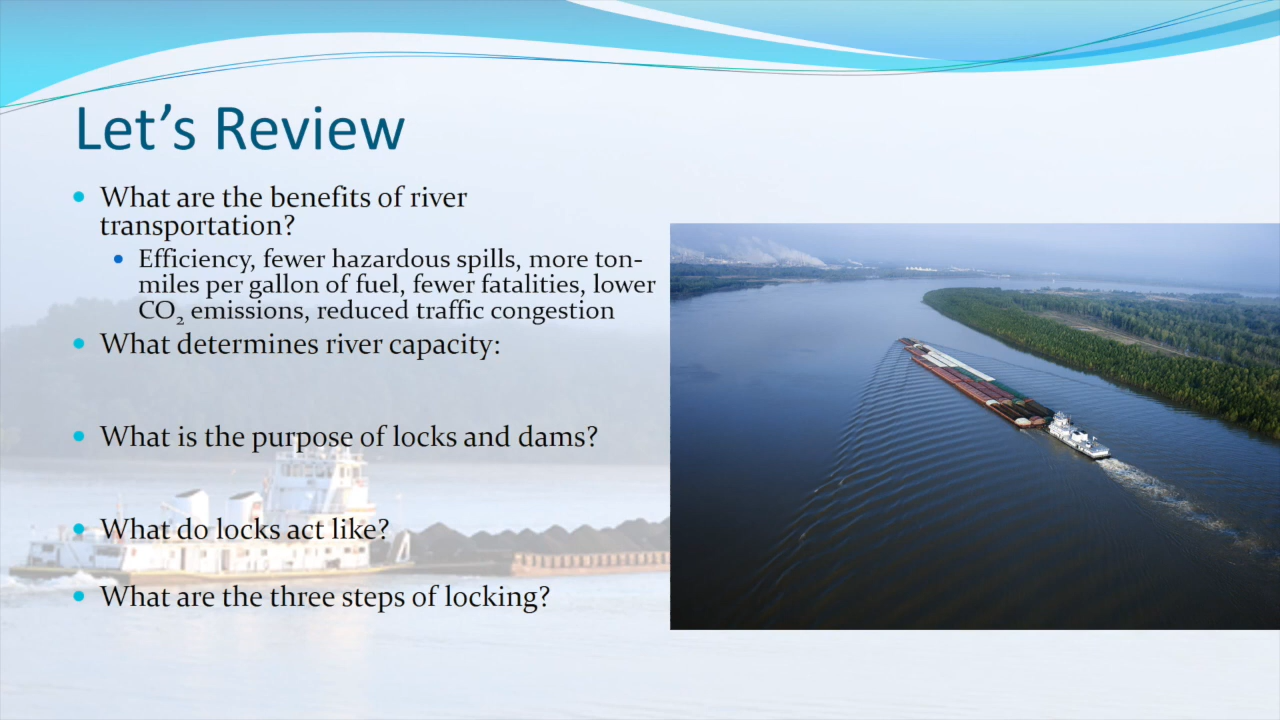 Let’s Review
What are the benefits of river
transportation?
Efficiency, fewer hazardous spills, more ton-
miles per gallon of fuel, fewer fatalities, lower
CO₂ emissions, reduced traffic congestion
What determines river capacity:
What is the purpose of locks and dams?
What do locks act like?
What are the three steps of locking?